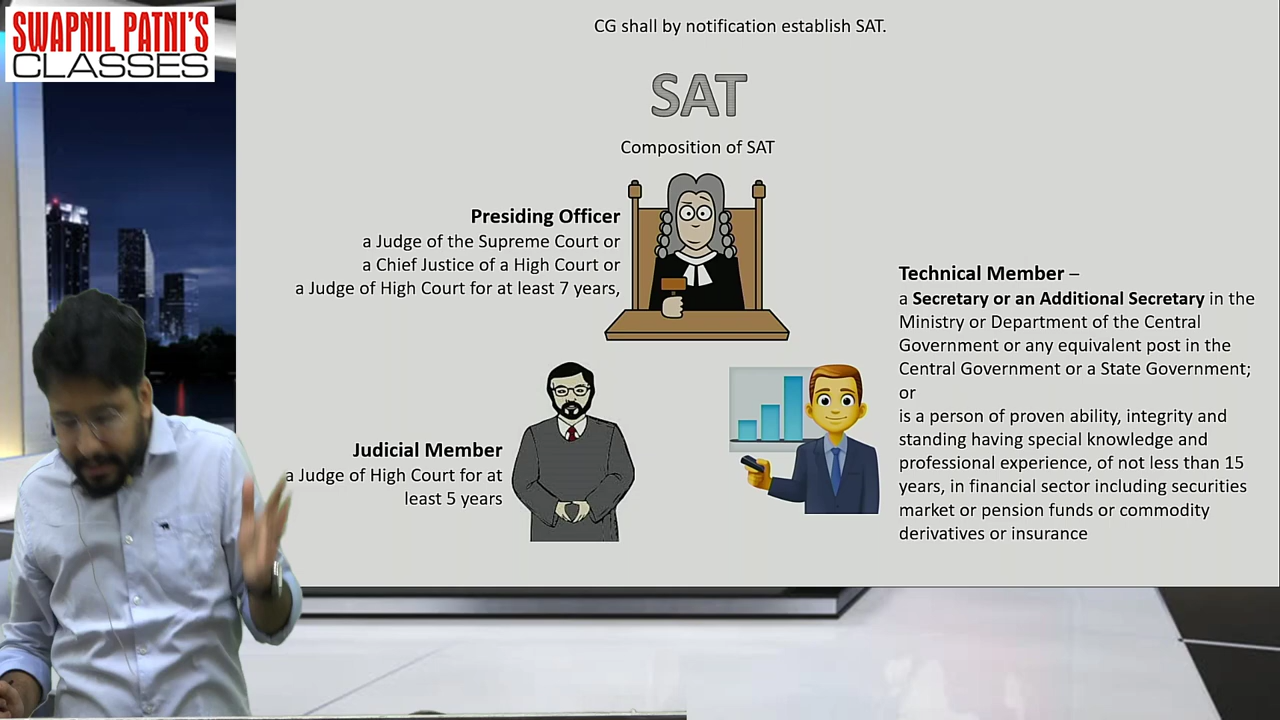 SWAPNIL PATNI'S
CLASSES
CG shall by notification establish SAT.
SAT
Composition of SAT
Presiding Officer
a Judge of the Supreme Court or
a Chief Justice of a High Court or
a Judge of High Court for at least 7 years,
Judicial Member
a Judge of High Court for at
least 5 years
Technical Member –
a Secretary or an Additional Secretary in the
Ministry or Department of the Central
Government or any equivalent post in the
Central Government or a State Government;
or
is a person of proven ability, integrity and
standing having special knowledge and
professional experience, of not less than 15
years, in financial sector including securities
market or pension funds or commodity
derivatives or insurance